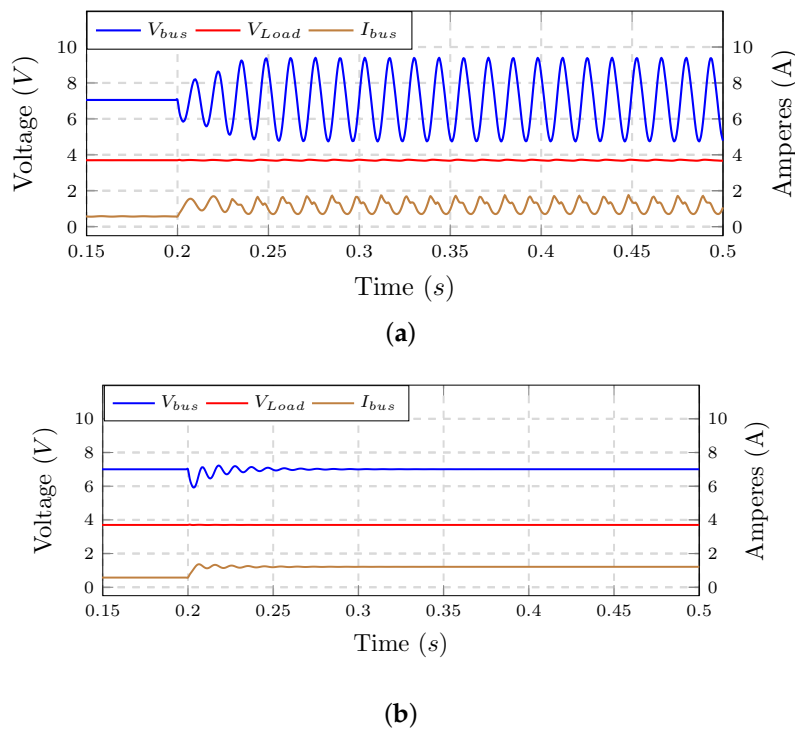 V_bus V_Load I_bus
10 10
8 8
6 6
4 4
2 2
0 0
Voltage (V)
Amperes (A)
0.15 0.2 0.25 0.3 0.35 0.4 0.45 0.5
Time (s)
(a)
V_bus V_Load I_bus
10 10
8 8
6 6
4 4
2 2
0 0
Voltage (V)
Amperes (A)
0.15 0.2 0.25 0.3 0.35 0.4 0.45 0.5
Time (s)
(b)